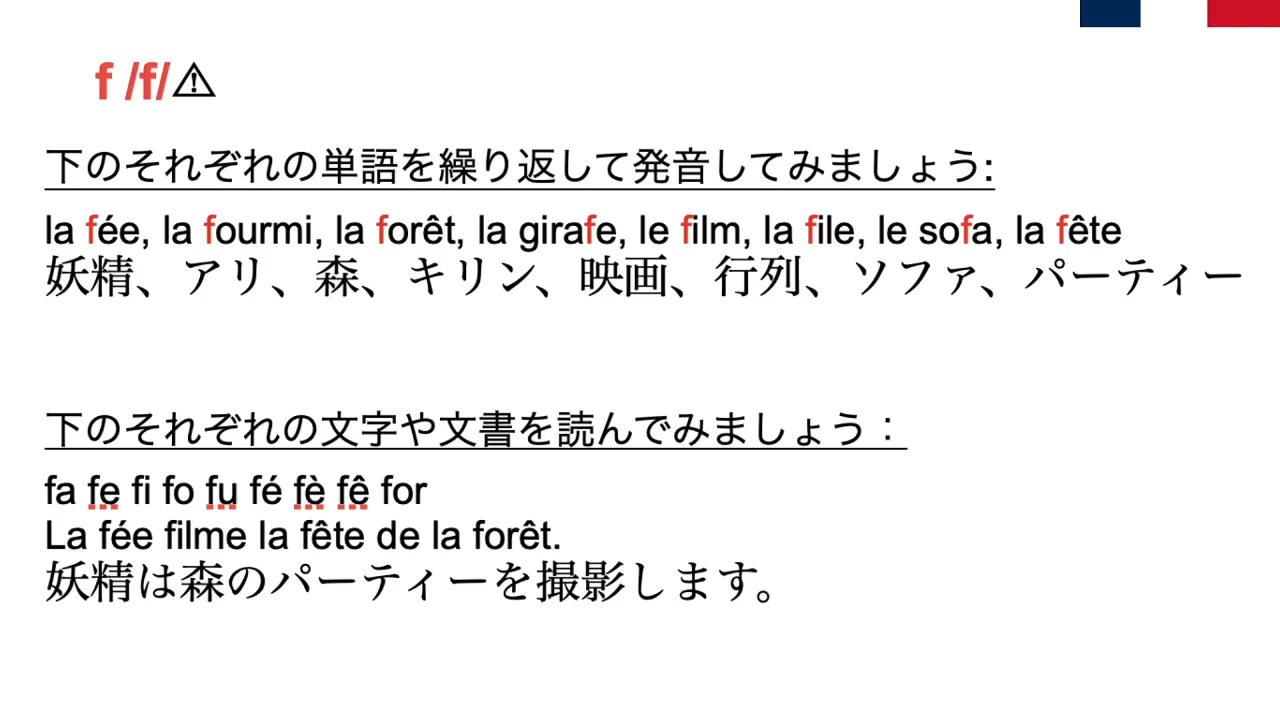 f /f/⚠
下のそれぞれの単語を繰り返して発音してみましょう:
la fée, la fourmi, la forêt, la girafe, le film, la file, le sofa, la fête
妖精、アリ、森、キリン、映画、行列、ソファ、パーティー
下のそれぞれの文字や文書を読んでみましょう：
fa fe fi fo fu fé fè fê for
La fée filme la fête de la forêt.
妖精は森のパーティーを撮影します。